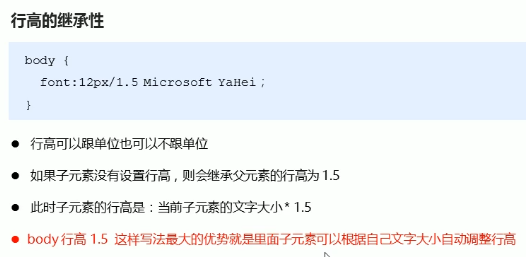 行高的继承性
body {
font:12px/1.5 Microsoft YaHei；
}
● 行高可以跟单位也可以不跟单位
● 如果子元素没有设置行高，则会继承父元素的行高为 1.5
● 此时子元素的行高是：当前子元素的文字大小 * 1.5
● body 行高 1.5 这样写法最大的优势就是里面子元素可以根据自己文字大小自动调整行高